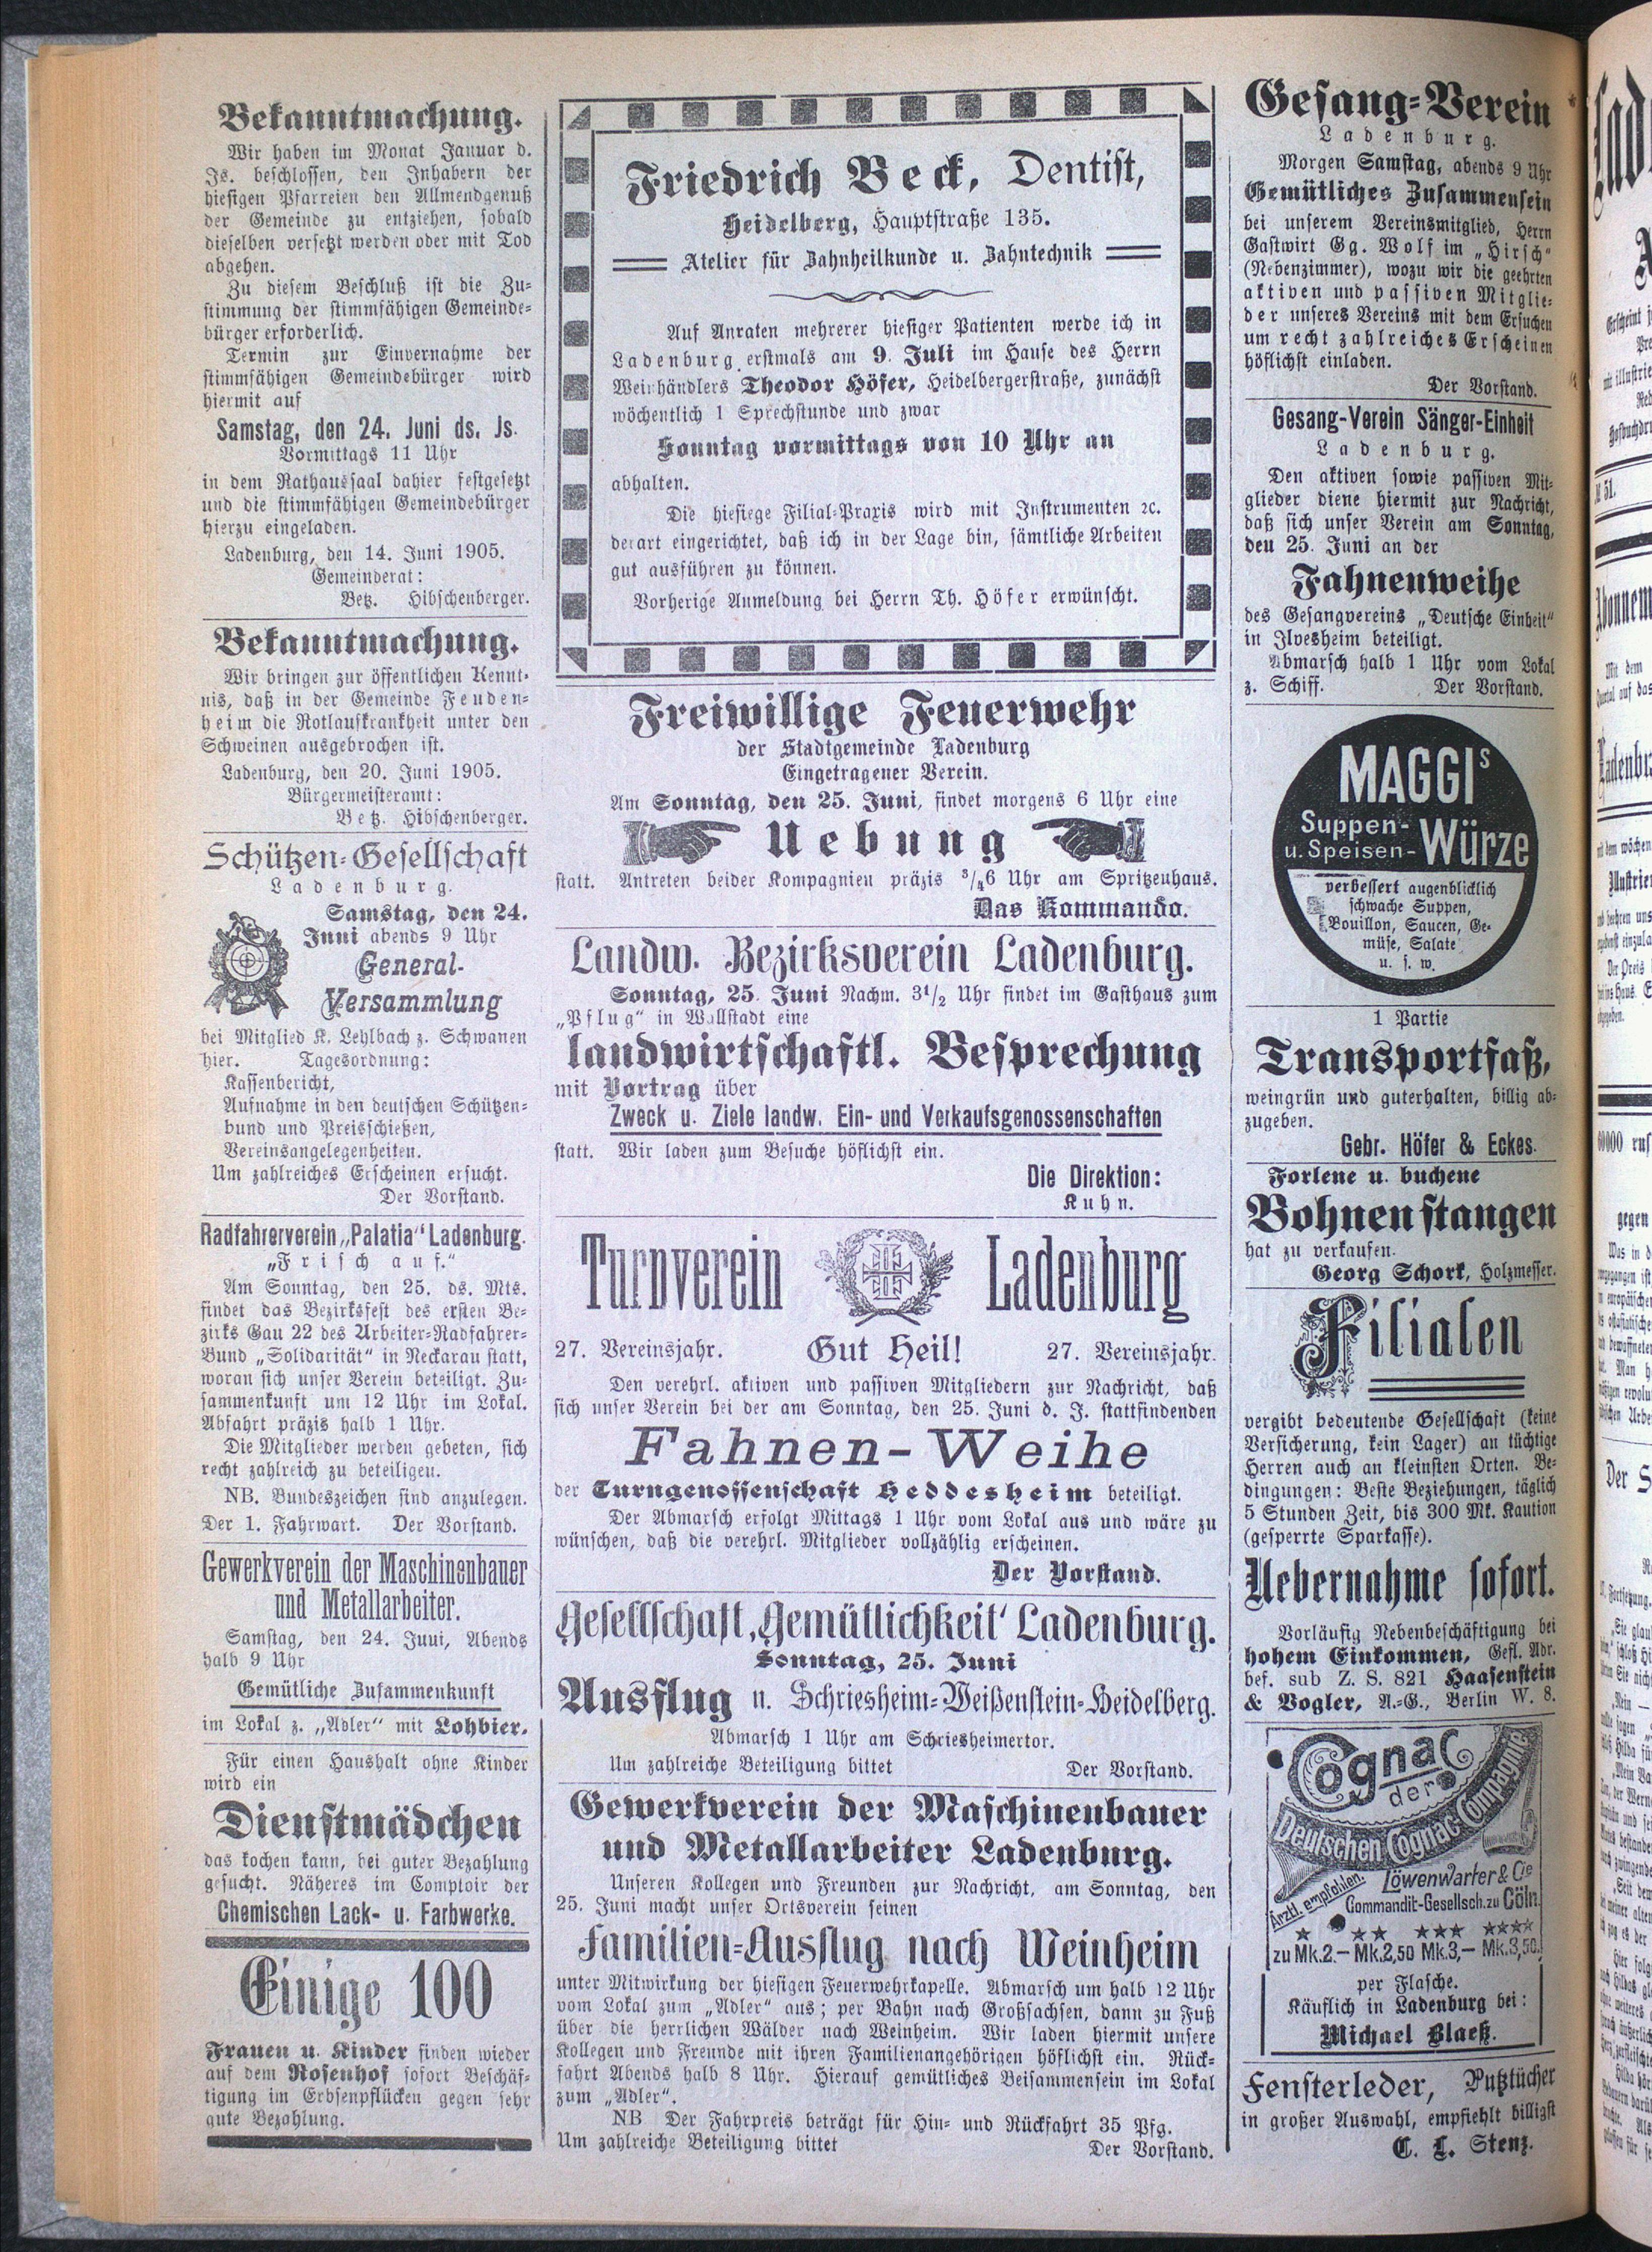 Bekanntmachung.
Wir haben im Monat Januar d.
Js. beschlossen, den Inhabern der
hiesigen Pfarreien den Allmendgenuß
der Gemeinde zu entziehen, sobald
dieselben versetzt werden oder mit Tod
abgehen.
Zu diesem Beschluß ist die Zu-
stimmung der stimmfähigen Gemeinde-
bürger erforderlich.
Termin zur Einvernahme der
stimmfähigen Gemeindebürger wird
hiermit auf
Samstag, den 24. Juni ds. Js.
Vormittags 11 Uhr
in dem Rathaussaal dahier festgesetzt
und die stimmfähigen Gemeindebürger
hierzu eingeladen.
Ladenburg, den 14. Juni 1905.
Gemeinderat:
Betz. Hibschenberger.
Bekanntmachung.
Wir bringen zur öffentlichen Kennt-
nis, daß in der Gemeinde Feuden-
heim die Rotlaufkrankheit unter den
Schweinen ausgebrochen ist.
Ladenburg, den 20. Juni 1905.
Bürgermeisteramt:
Betz. Hibschenberger.
Schützen-Gesellschaft
Ladenburg.
Samstag, den 24.
Juni abends 9 Uhr
General-
Versammlung
bei Mitglied K. Lehlbach z. Schwanen
hier. Tagesordnung:
Kassenbericht,
Aufnahme in den deutschen Schützen-
bund und Preisschießen,
Vereinsangelegenheiten.
Um zahlreiches Erscheinen ersucht.
Der Vorstand.
Radfahrerverein „Palatia“ Ladenburg.
„Frisch auf.“
Am Sonntag, den 25. ds. Mts.
findet das Bezirksfest des ersten Be-
zirks Gau 22 des Arbeiter-Radfahrer-
Bund „Solidarität“ in Neckarau statt,
woran sich unser Verein beteiligt. Zu-
sammenkunft um 12 Uhr im Lokal.
Abfahrt präzis halb 1 Uhr.
Die Mitglieder werden gebeten, sich
recht zahlreich zu beteiligen.
NB. Bundeszeichen sind anzulegen.
Der 1. Fahrwart. Der Vorstand.
Gewerkverein der Maschinenbauer
und Metallarbeiter.
Samstag, den 24. Juni, Abends
halb 9 Uhr
Gemütliche Zusammenkunft
im Lokal z. „Adler“ mit Lohbier.
Für einen Haushalt ohne Kinder
wird ein
Dienstmädchen
das kochen kann, bei guter Bezahlung
gesucht. Näheres im Comptoir der
Chemischen Lack- u. Farbwerke.
Einige 100
Frauen u. Kinder finden wieder
auf dem Rosenhof sofort Beschäf-
tigung im Erbsenpflücken gegen sehr
gute Bezahlung.
Friedrich Beck, Dentist,
Heidelberg, Hauptstraße 135.
Atelier für Zahnheilkunde u. Zahntechnik
Auf Anraten mehrerer hiesiger Patienten werde ich in
Ladenburg erstmals am 9. Juli im Hause des Herrn
Weinhändlers Theodor Höfer, Heidelbergerstraße, zunächst
wöchentlich 1 Sprechstunde und zwar
Sonntag vormittags von 10 Uhr an
abhalten.
Die hiesiege Filial-Praxis wird mit Instrumenten ꝛc.
derart eingerichtet, daß ich in der Lage bin, sämtliche Arbeiten
gut ausführen zu können.
Vorherige Anmeldung bei Herrn Th. Höfer erwünscht.
Freiwillige Feuerwehr
der Stadtgemeinde Ladenburg
Eingetragener Verein.
Am Sonntag, den 25. Juni, findet morgens 6 Uhr eine
Uebung
statt. Antreten beider Kompagnien präzis 3/4 6 Uhr am Spritzenhaus.
Das Kommando.
Landw. Bezirksverein Ladenburg.
Sonntag, 25. Juni Nachm. 3 1/2 Uhr findet im Gasthaus zum
„Pflug“ in Wallstadt eine
landwirtschaftl. Besprechung
mit Vortrag über
Zweck u. Ziele landw. Ein- und Verkaufsgenossenschaften
statt. Wir laden zum Besuche höflichst ein.
Die Direktion:
Kuhn.
Turnverein Ladenburg
27. Vereinsjahr. Gut Heil! 27. Vereinsjahr.
Den verehrl. aktiven und passiven Mitgliedern zur Nachricht, daß
sich unser Verein bei der am Sonntag, den 25. Juni d. J. stattfindenden
Fahnen-Weihe
der Turngenossenschaft Heddesheim beteiligt.
Der Abmarsch erfolgt Mittags 1 Uhr vom Lokal aus und wäre zu
wünschen, daß die verehrl. Mitglieder vollzählig erscheinen.
Der Vorstand.
Gesellschaft ‚Gemütlichkeit‘ Ladenburg.
Sonntag, 25. Juni
Ausflug n. Schriesheim-Weißenstein-Heidelberg.
Abmarsch 1 Uhr am Schriesheimertor.
Um zahlreiche Beteiligung bittet Der Vorstand.
Gewerkverein der Maschinenbauer
und Metallarbeiter Ladenburg.
Unseren Kollegen und Freunden zur Nachricht, am Sonntag, den
25. Juni macht unser Ortsverein seinen
Familien-Ausflug nach Weinheim
unter Mitwirkung der hiesigen Feuerwehrkapelle. Abmarsch um halb 12 Uhr
vom Lokal zum „Adler“ aus; per Bahn nach Großsachsen, dann zu Fuß
über die herrlichen Wälder nach Weinheim. Wir laden hiermit unsere
Kollegen und Freunde mit ihren Familienangehörigen höflichst ein. Rück-
fahrt Abends halb 8 Uhr. Hierauf gemütliches Beisammensein im Lokal
zum „Adler“.
NB Der Fahrpreis beträgt für Hin- und Rückfahrt 35 Pfg.
Um zahlreiche Beteiligung bittet Der Vorstand.
Gesang-Verein
Ladenburg.
Morgen Samstag, abends 9 Uhr
Gemütliches Zusammensein
bei unserem Vereinsmitglied, Herrn
Gastwirt Gg. Wolf im „Hirsch“
(Nebenzimmer), wozu wir die geehrten
aktiven und passiven Mitglie-
der unseres Vereins mit dem Ersuchen
um recht zahlreiches Erscheinen
höflichst einladen.
Der Vorstand.
Gesang-Verein Sänger-Einheit
Ladenburg.
Den aktiven sowie passiven Mit-
glieder diene hiermit zur Nachricht,
daß sich unser Verein am Sonntag,
den 25. Juni an der
Fahnenweihe
des Gesangvereins „Deutsche Einheit“
in Ilvesheim beteiligt.
Abmarsch halb 1 Uhr vom Lokal
z. Schiff. Der Vorstand.
MAGGIs
Suppen-
u. Speisen- Würze
verbessert augenblicklich
schwache Suppen,
Bouillon, Saucen, Ge-
müse, Salate
u. s. w.
1 Partie
Transportfaß,
weingrün und guterhalten, billig ab-
zugeben.
Gebr. Höfer & Eckes.
Forlene u. buchene
Bohnenstangen
hat zu verkaufen.
Georg Schork, Holzmesser.
Filialen
vergibt bedeutende Gesellschaft (keine
Versicherung, kein Lager) an tüchtige
Herren auch an kleinsten Orten. Be-
dingungen: Beste Beziehungen, täglich
5 Stunden Zeit, bis 300 Mk. Kaution
(gesperrte Sparkasse).
Uebernahme sofort.
Vorläufig Nebenbeschäftigung bei
hohem Einkommen, Gefl. Adr.
bef. sub Z. S. 821 Haasenstein
& Vogler, A.-G., Berlin W. 8.
Cognac
der
Deutschen Cognac Compagnie
Löwenwarter & Cie
Ärztl. empfohlen.
Commandit-Gesellsch. zu Cöln.
zu Mk. 2.– Mk. 2,50 Mk. 3,– Mk. 3,50.
per Flasche.
Käuflich in Ladenburg bei:
Michael Blaeß.
Fensterleder, Putztücher
in großer Auswahl, empfiehlt billigst
C. L. Stenz.
№ 51.